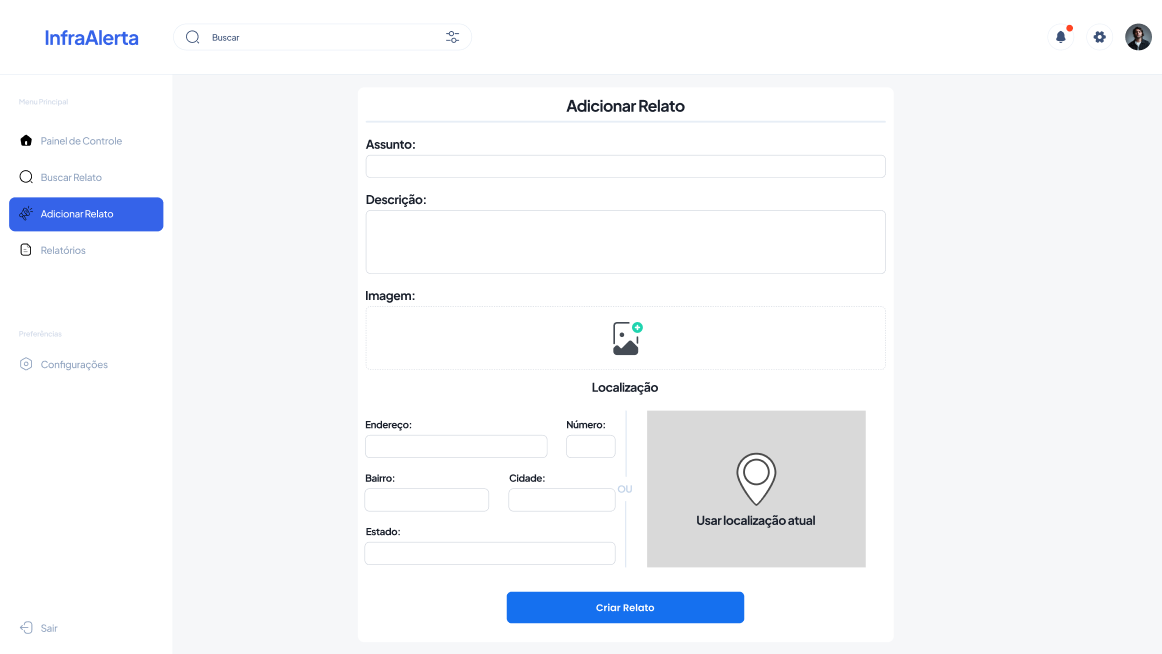 InfraAlerta
Buscar
Menu Principal
Painel de Controle
Buscar Relato
Adicionar Relato
Relatórios
Preferências
Configurações
Sair
Adicionar Relato
Assunto:
Descrição:
Imagem:
Localização
Endereço:
Número:
Bairro:
Cidade:
Estado:
OU
Usar localização atual
Criar Relato